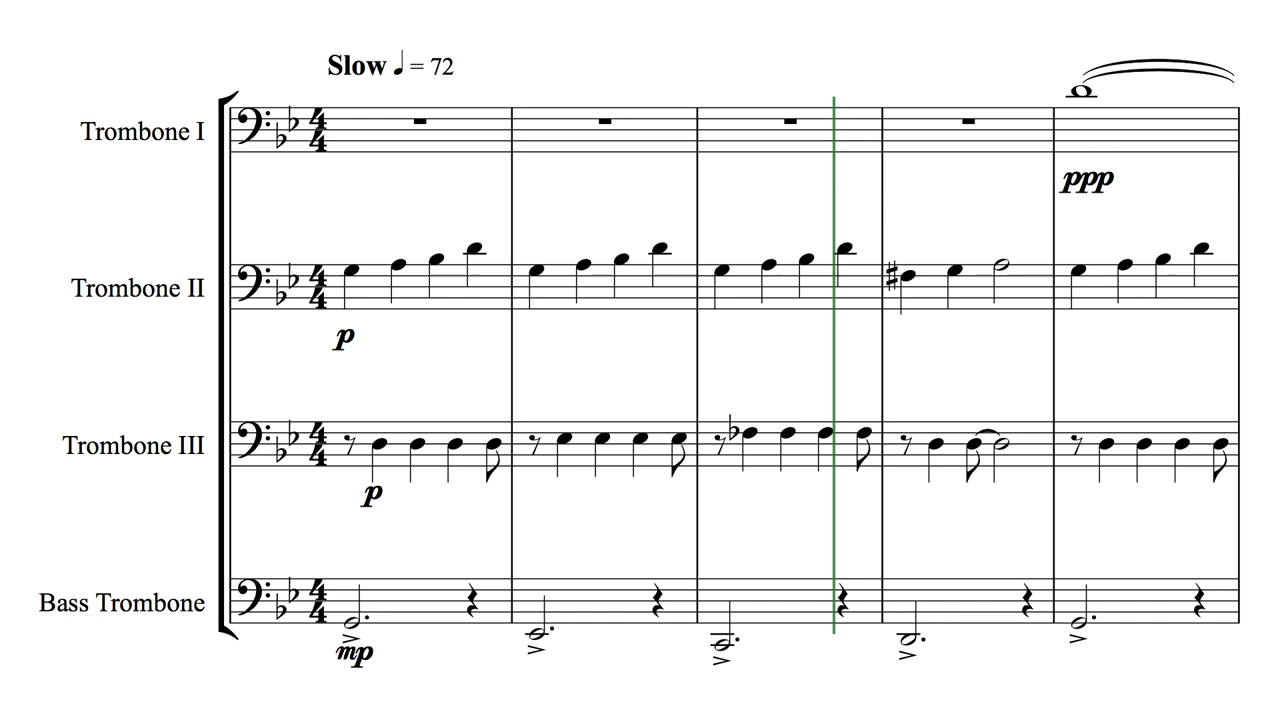 Slow ♩ = 72
Trombone I
ppp
Trombone II
p
Trombone III
p
Bass Trombone
mp